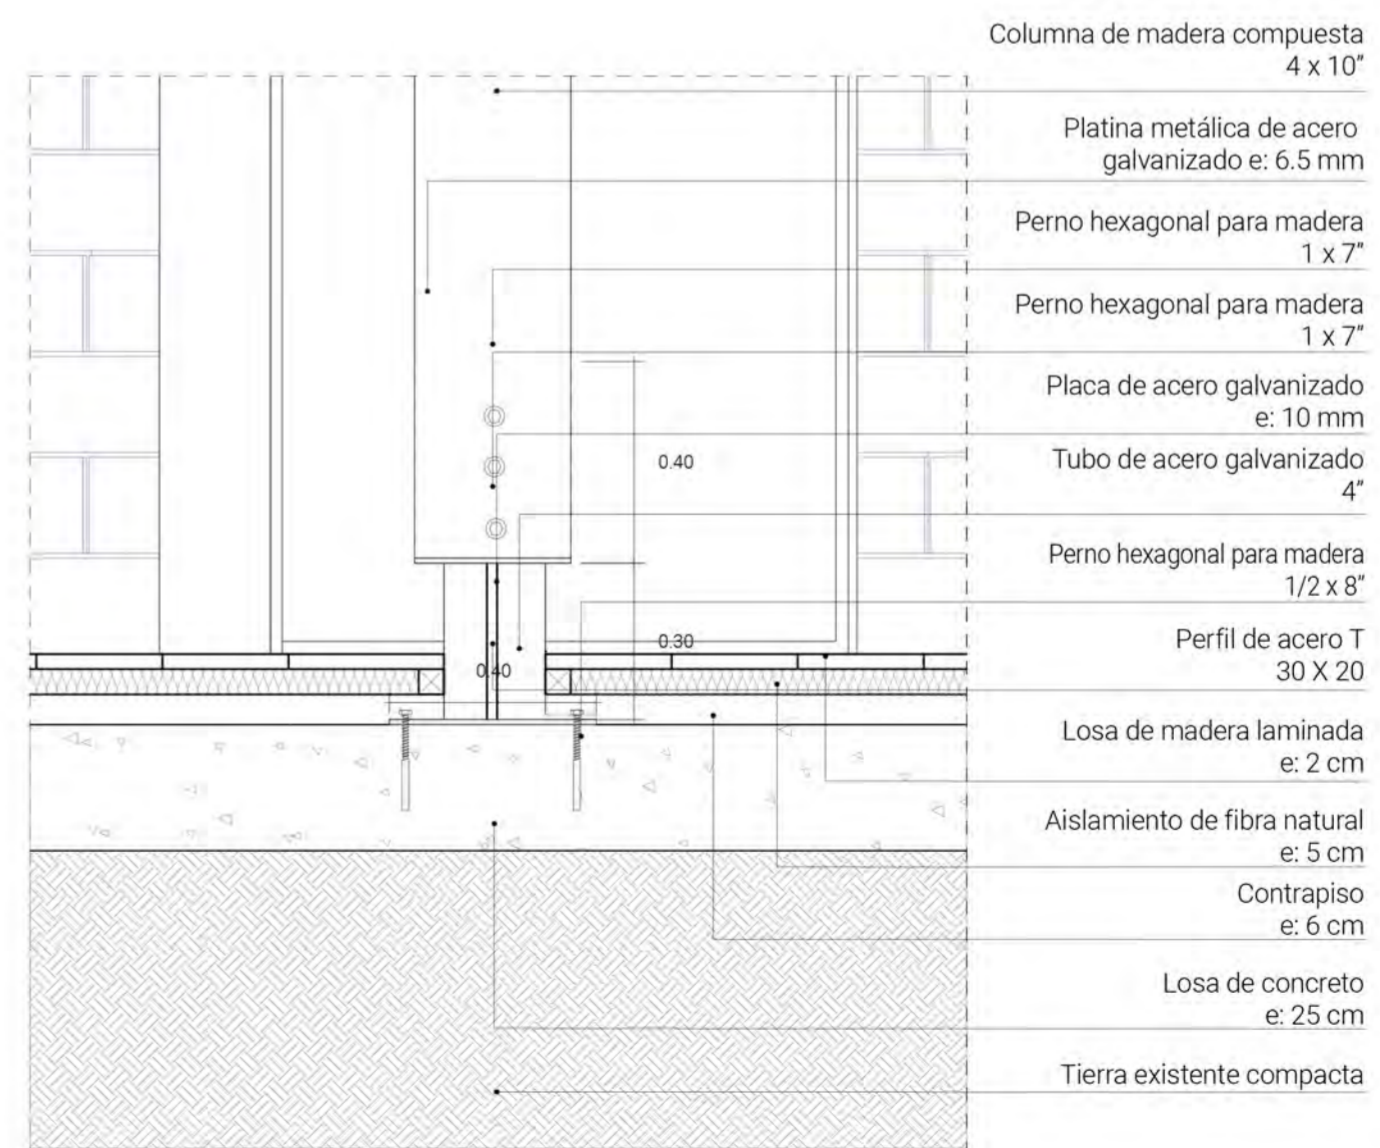 Columna de madera compuesta
4 x 10”
Platina metálica de acero
galvanizado e: 6.5 mm
Perno hexagonal para madera
1 x 7”
Perno hexagonal para madera
1 x 7”
Placa de acero galvanizado
e: 10 mm
Tubo de acero galvanizado
4”
Perno hexagonal para madera
1/2 x 8”
Perfil de acero T
30 X 20
Losa de madera laminada
e: 2 cm
Aislamiento de fibra natural
e: 5 cm
Contrapiso
e: 6 cm
Losa de concreto
e: 25 cm
Tierra existente compacta
0.40
0.30
0.40